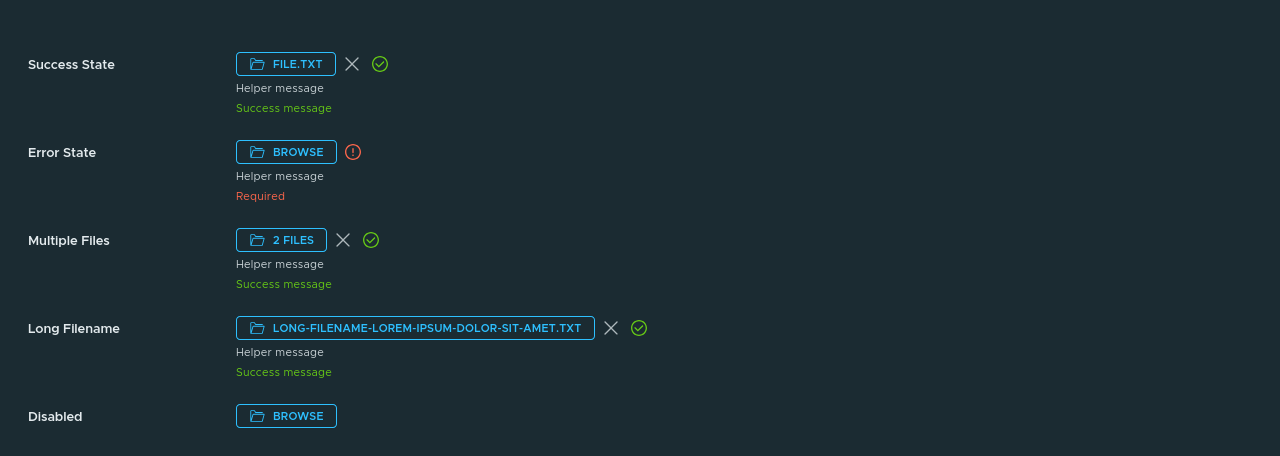 Success State
FILE.TXT
Helper message
Success message
Error State
BROWSE
Helper message
Required
Multiple Files
2 FILES
Helper message
Success message
Long Filename
LONG-FILENAME-LOREM-IPSUM-DOLOR-SIT-AMET.TXT
Helper message
Success message
Disabled
BROWSE